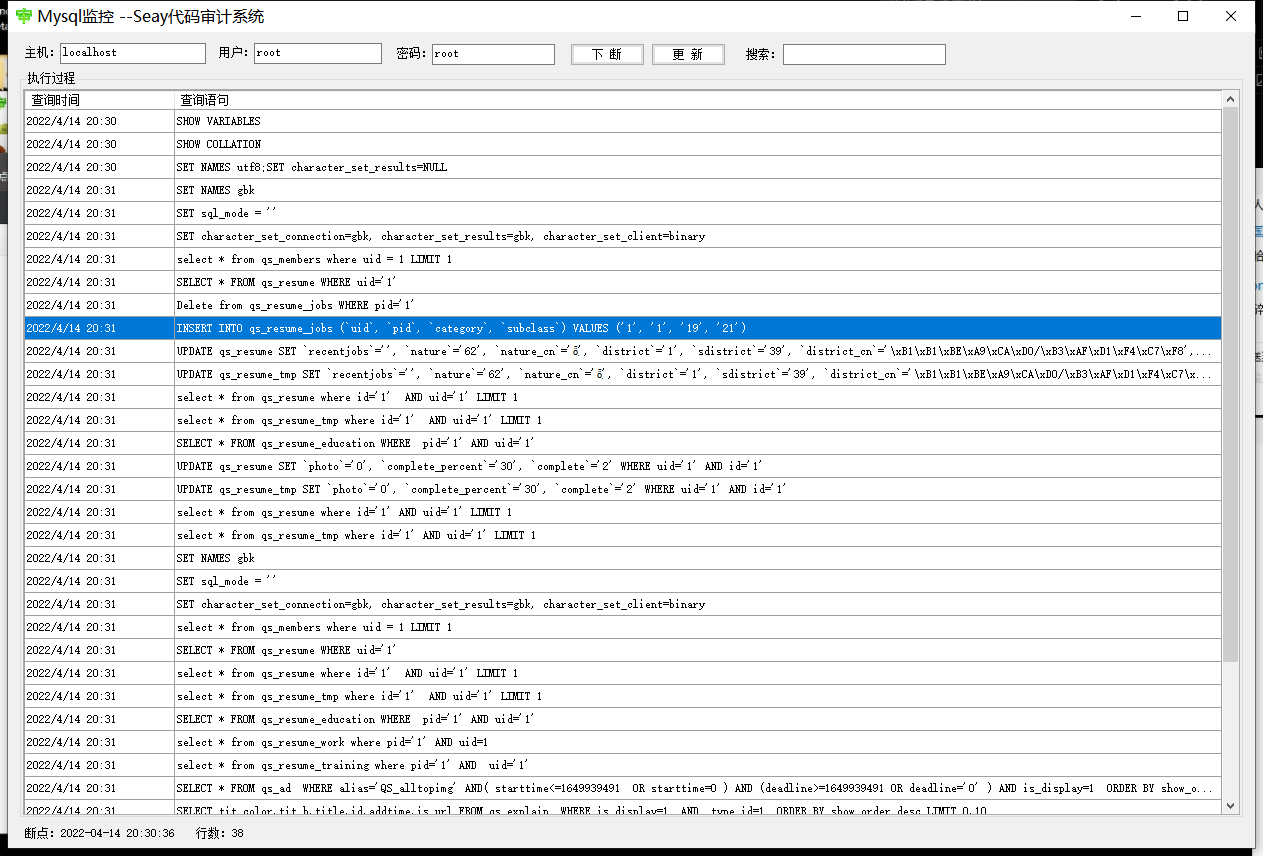 Mysql监控 --Seay代码审计系统
主机: localhost 用户: root 密码: root 下 断 更 新 搜索:
执行过程
查询时间 查询语句
2022/4/14 20:30 SHOW VARIABLES
2022/4/14 20:30 SHOW COLLATION
2022/4/14 20:30 SET NAMES utf8;SET character_set_results=NULL
2022/4/14 20:31 SET NAMES gbk
2022/4/14 20:31 SET sql_mode = ''
2022/4/14 20:31 SET character_set_connection=gbk, character_set_results=gbk, character_set_client=binary
2022/4/14 20:31 select * from qs_members where uid = 1 LIMIT 1
2022/4/14 20:31 SELECT * FROM qs_resume WHERE uid='1'
2022/4/14 20:31 Delete from qs_resume_jobs WHERE pid='1'
2022/4/14 20:31 INSERT INTO qs_resume_jobs (`uid`, `pid`, `category`, `subclass`) VALUES ('1', '1', '19', '21')
2022/4/14 20:31 UPDATE qs_resume SET `recentjobs`='', `nature`='62', `nature_cn`='ȫ', `district`='1', `sdistrict`='39', `district_cn`='\xB1\xB1\xBE\xA9\xCA\xD0/\xB3\xAF\xD1\xF4\xC7\xF8',...
2022/4/14 20:31 UPDATE qs_resume_tmp SET `recentjobs`='', `nature`='62', `nature_cn`='ȫ', `district`='1', `sdistrict`='39', `district_cn`='\xB1\xB1\xBE\xA9\xCA\xD0/\xB3\xAF\xD1\xF4\xC7\x...
2022/4/14 20:31 select * from qs_resume where id='1'  AND uid='1' LIMIT 1
2022/4/14 20:31 select * from qs_resume_tmp where id='1'  AND uid='1' LIMIT 1
2022/4/14 20:31 SELECT * FROM qs_resume_education WHERE  pid='1' AND uid='1'
2022/4/14 20:31 UPDATE qs_resume SET `photo`='0', `complete_percent`='30', `complete`='2' WHERE uid='1' AND id='1'
2022/4/14 20:31 UPDATE qs_resume_tmp SET `photo`='0', `complete_percent`='30', `complete`='2' WHERE uid='1' AND id='1'
2022/4/14 20:31 select * from qs_resume where id='1' AND uid='1' LIMIT 1
2022/4/14 20:31 select * from qs_resume_tmp where id='1' AND uid='1' LIMIT 1
2022/4/14 20:31 SET NAMES gbk
2022/4/14 20:31 SET sql_mode = ''
2022/4/14 20:31 SET character_set_connection=gbk, character_set_results=gbk, character_set_client=binary
2022/4/14 20:31 select * from qs_members where uid = 1 LIMIT 1
2022/4/14 20:31 SELECT * FROM qs_resume WHERE uid='1'
2022/4/14 20:31 select * from qs_resume where id='1'  AND uid='1' LIMIT 1
2022/4/14 20:31 select * from qs_resume_tmp where id='1'  AND uid='1' LIMIT 1
2022/4/14 20:31 SELECT * FROM qs_resume_education WHERE  pid='1' AND uid='1'
2022/4/14 20:31 select * from qs_resume_work where pid='1' AND uid=1
2022/4/14 20:31 select * from qs_resume_training where pid='1' AND  uid='1'
2022/4/14 20:31 SELECT * FROM qs_ad  WHERE alias='QS_alltopimg' AND( starttime<=1649939491  OR starttime=0 ) AND (deadline>=1649939491 OR deadline='0' ) AND is_display=1  ORDER BY show_o...
2022/4/14 20:31 SELECT tit_color,tit_b,title,id,addtime,is_url FROM qs_explain  WHERE is_display=1  AND  type_id=1  ORDER BY show_order desc LIMIT 0,10
断点: 2022-04-14 20:30:36 行数: 38